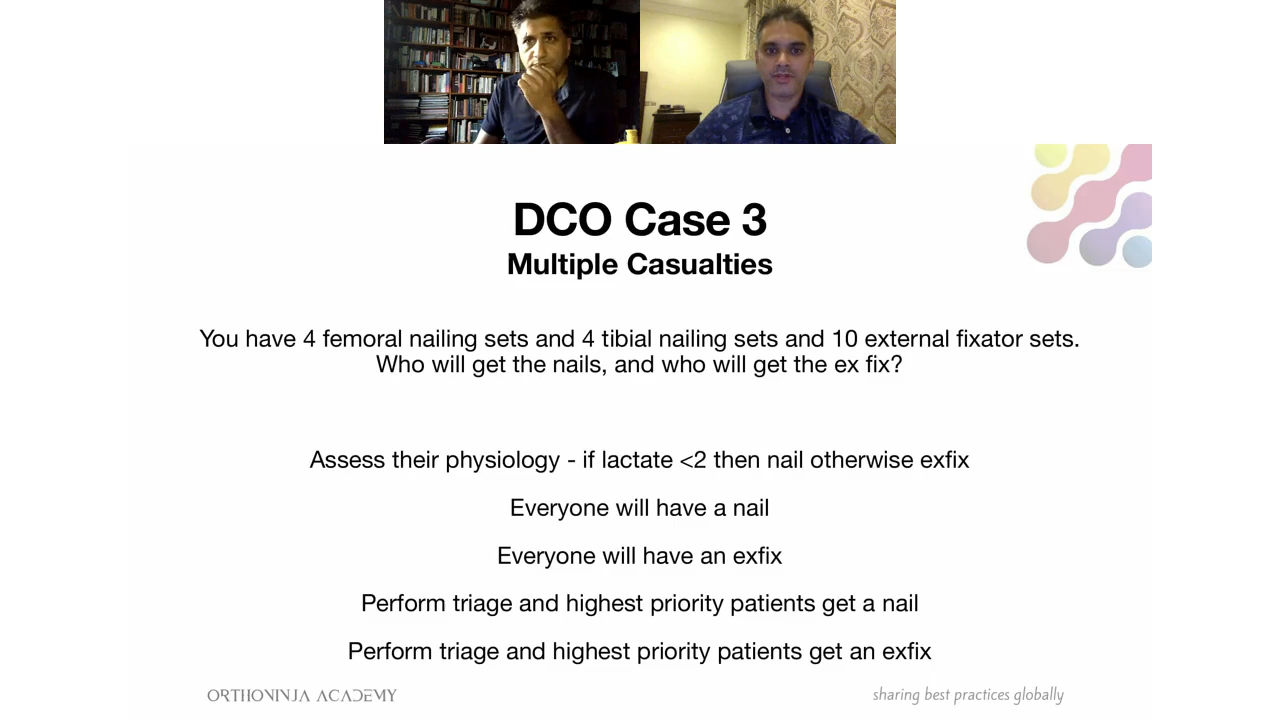 DCO Case 3
Multiple Casualties
You have 4 femoral nailing sets and 4 tibial nailing sets and 10 external fixator sets.
Who will get the nails, and who will get the ex fix?
Assess their physiology - if lactate <2 then nail otherwise exfix
Everyone will have a nail
Everyone will have an exfix
Perform triage and highest priority patients get a nail
Perform triage and highest priority patients get an exfix
ORTHONINJA ACADEMY
sharing best practices globally